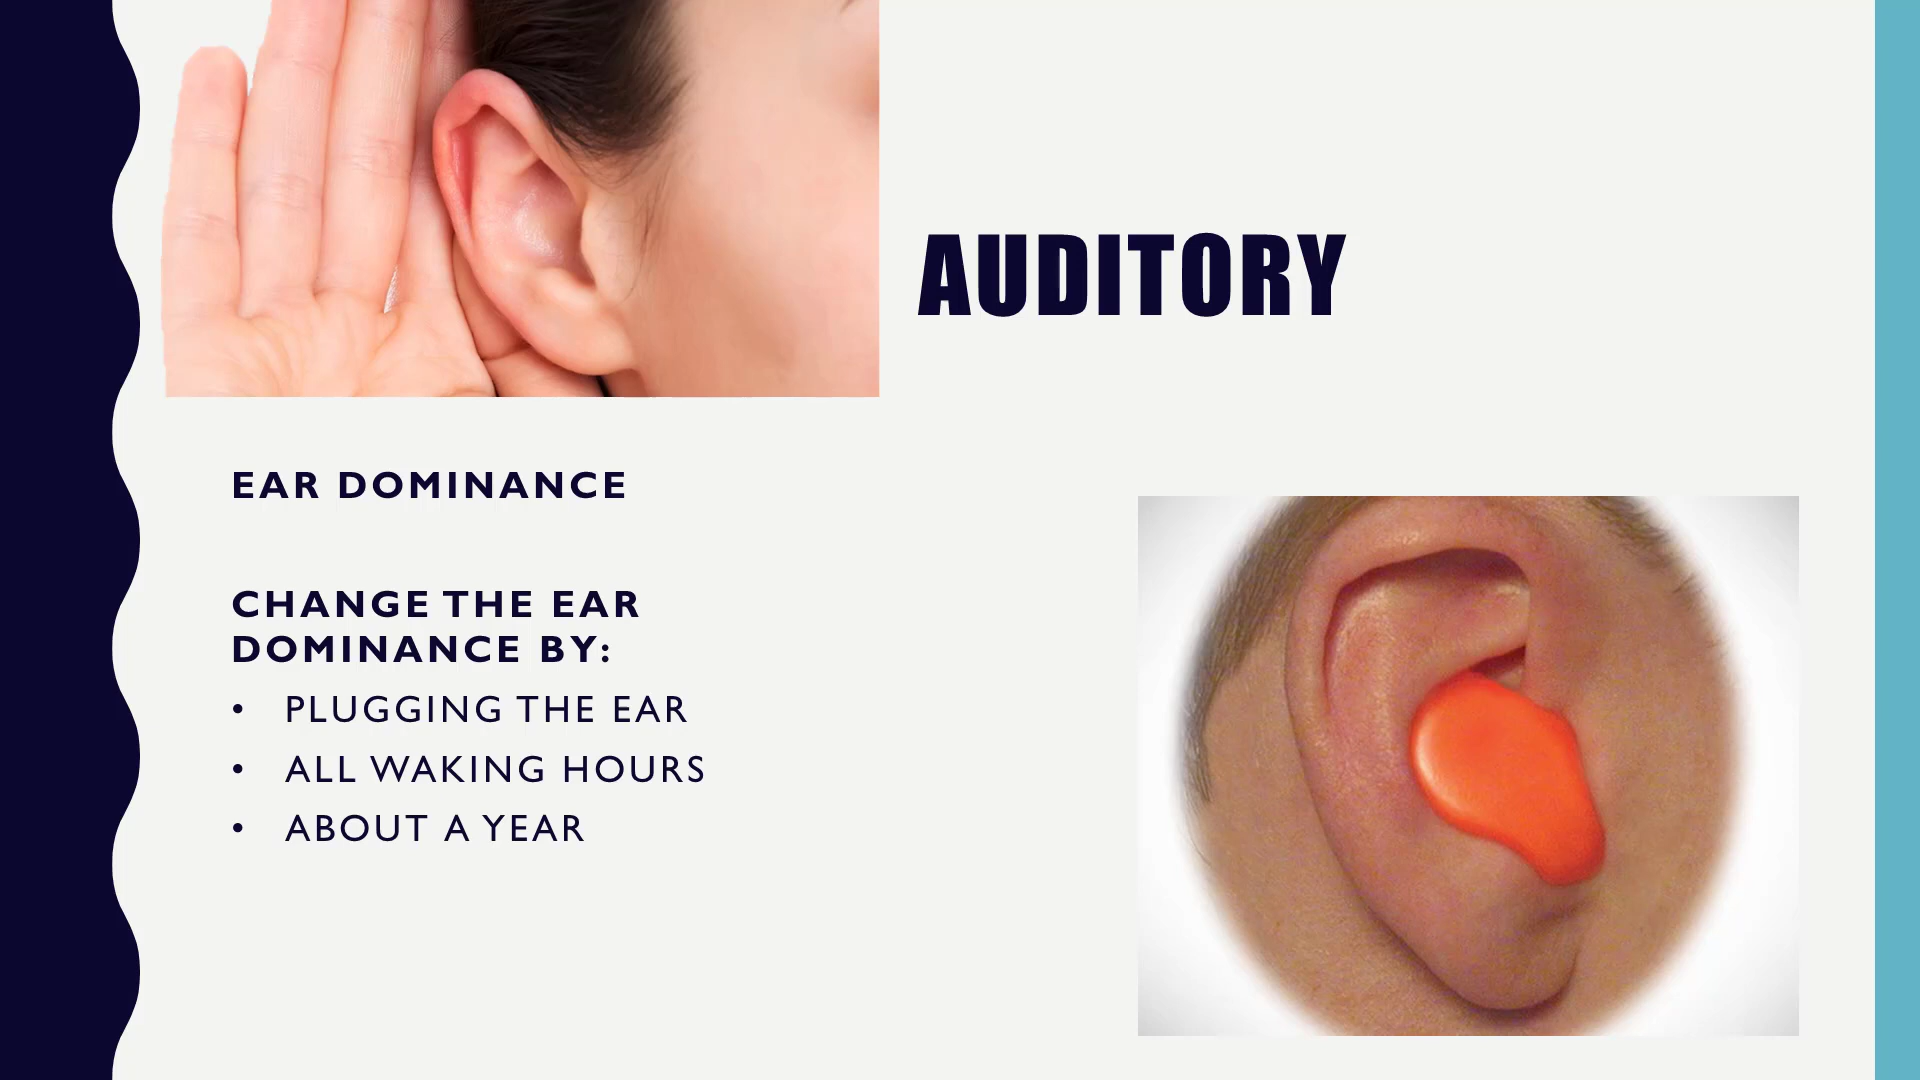 AUDITORY
EAR DOMINANCE
CHANGE THE EAR
DOMINANCE BY:
• PLUGGING THE EAR
• ALL WAKING HOURS
• ABOUT A YEAR